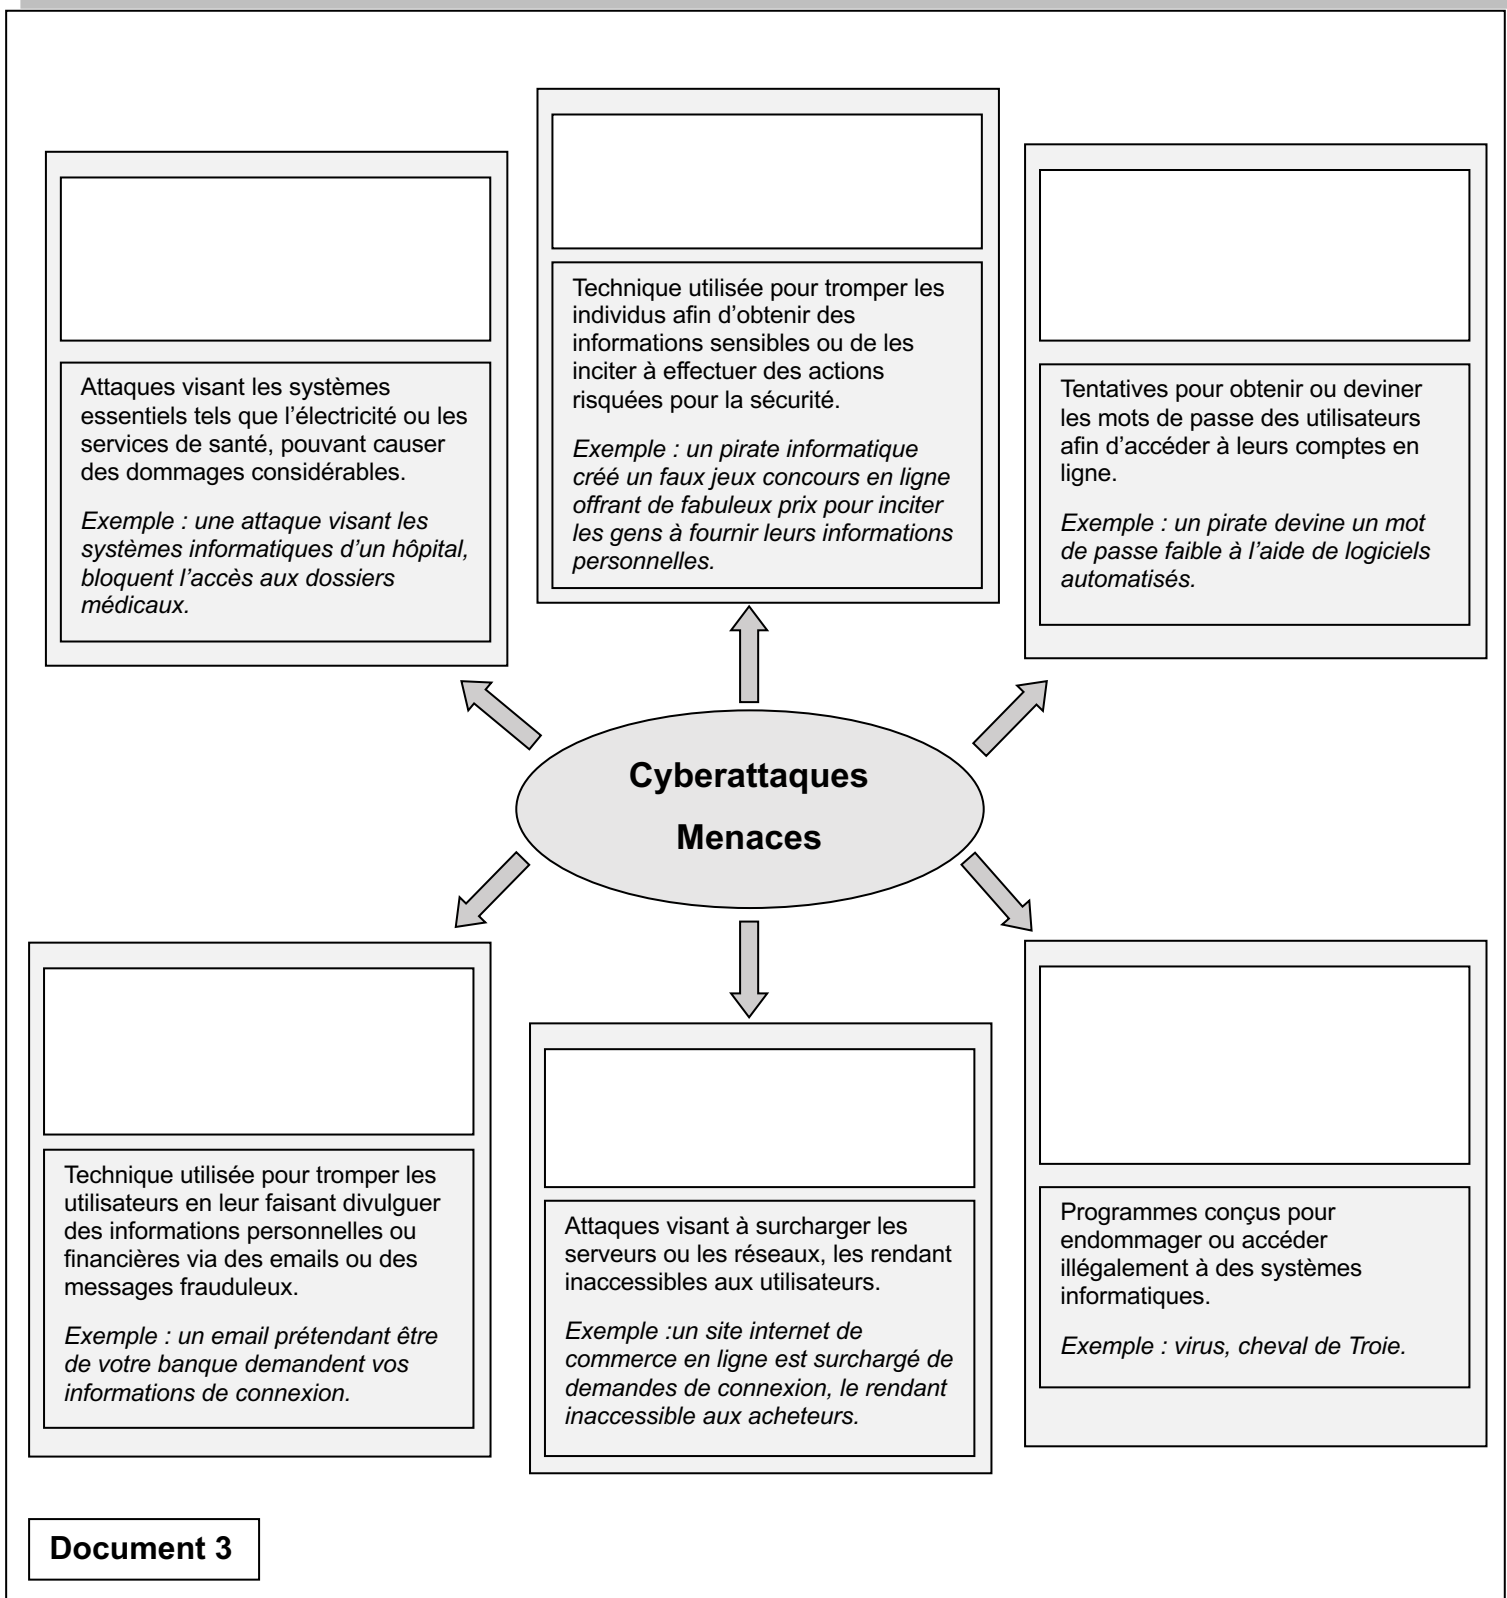 Attaques visant les systèmes
essentiels tels que l’électricité ou les
services de santé, pouvant causer
des dommages considérables.
Exemple : une attaque visant les
systèmes informatiques d’un hôpital,
bloquent l’accès aux dossiers
médicaux.
Technique utilisée pour tromper les
individus afin d’obtenir des
informations sensibles ou de les
inciter à effectuer des actions
risquées pour la sécurité.
Exemple : un pirate informatique
créé un faux jeux concours en ligne
offrant de fabuleux prix pour inciter
les gens à fournir leurs informations
personnelles.
Tentatives pour obtenir ou deviner
les mots de passe des utilisateurs
afin d’accéder à leurs comptes en
ligne.
Exemple : un pirate devine un mot
de passe faible à l’aide de logiciels
automatisés.
Cyberattaques
Menaces
Technique utilisée pour tromper les
utilisateurs en leur faisant divulguer
des informations personnelles ou
financières via des emails ou des
messages frauduleux.
Exemple : un email prétendant être
de votre banque demandent vos
informations de connexion.
Attaques visant à surcharger les
serveurs ou les réseaux, les rendant
inaccessibles aux utilisateurs.
Exemple :un site internet de
commerce en ligne est surchargé de
demandes de connexion, le rendant
inaccessible aux acheteurs.
Programmes conçus pour
endommager ou accéder
illégalement à des systèmes
informatiques.
Exemple : virus, cheval de Troie.
Document 3